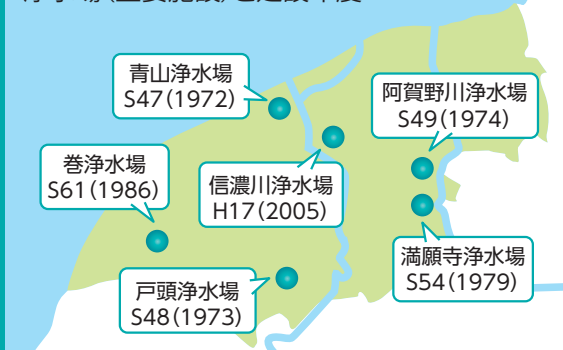 青山浄水場
S47(1972)
阿賀野川浄水場
S49(1974)
巻浄水場
S61(1986)
信濃川浄水場
H17(2005)
満願寺浄水場
S54(1979)
戸頭浄水場
S48(1973)